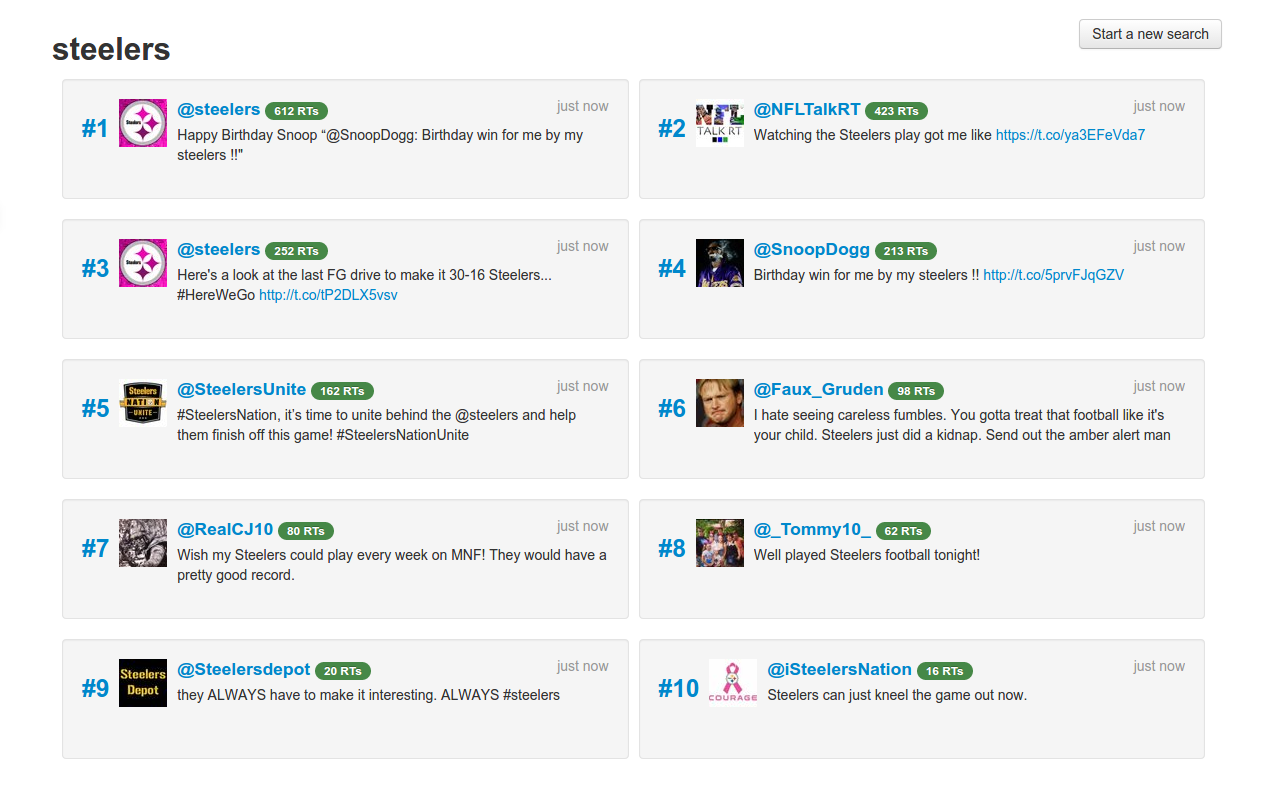 steelers
Start a new search
#1
@steelers 612 RTs
just now
Happy Birthday Snoop “@SnoopDogg: Birthday win for me by my
steelers !!"
#2
NFL
TALK RT
@NFLTalkRT 423 RTs
just now
Watching the Steelers play got me like https://t.co/ya3EFeVda7
#3
@steelers 252 RTs
just now
Here's a look at the last FG drive to make it 30-16 Steelers...
#HereWeGo http://t.co/tP2DLX5vsv
#4
@SnoopDogg 213 RTs
just now
Birthday win for me by my steelers !! http://t.co/5prvFJqGZV
#5
Steelers
NATION
UNITE
@SteelersUnite 162 RTs
just now
#SteelersNation, it’s time to unite behind the @steelers and help
them finish off this game! #SteelersNationUnite
#6
@Faux_Gruden 98 RTs
just now
I hate seeing careless fumbles. You gotta treat that football like it's
your child. Steelers just did a kidnap. Send out the amber alert man
#7
@RealCJ10 80 RTs
just now
Wish my Steelers could play every week on MNF! They would have a
pretty good record.
#8
@_Tommy10_ 62 RTs
just now
Well played Steelers football tonight!
#9
Steelers
Depot
@Steelersdepot 20 RTs
just now
they ALWAYS have to make it interesting. ALWAYS #steelers
#10
COURAGE
@iSteelersNation 16 RTs
just now
Steelers can just kneel the game out now.